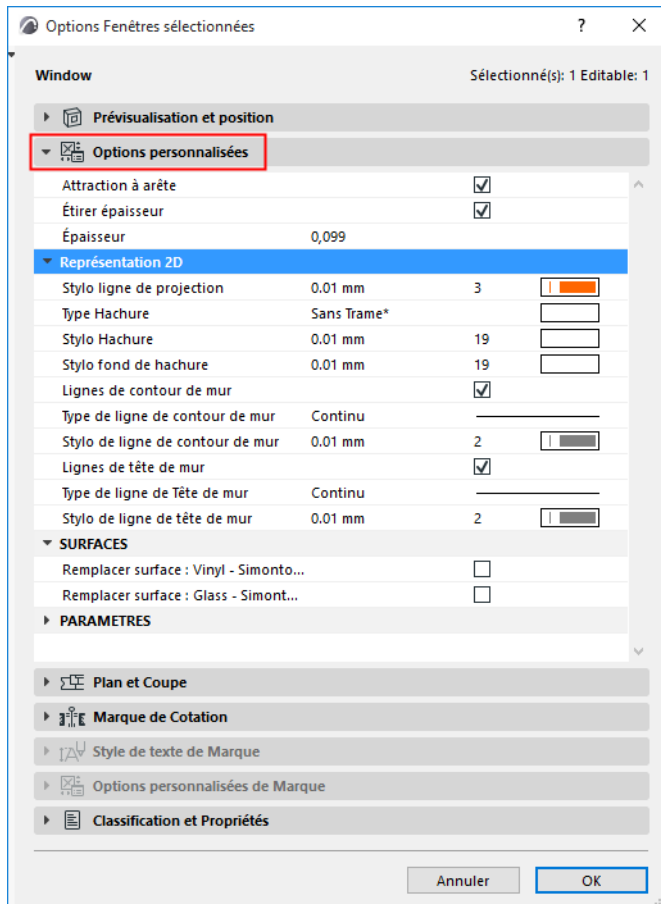 Options Fenêtres sélectionnées ? ×
Window Sélectionné(s): 1 Editable: 1
Prévisualisation et position
Options personnalisées
Attraction à arête
Étirer épaisseur
Épaisseur 0,099
Représentation 2D
Stylo ligne de projection 0.01 mm 3
Type Hachure Sans Trame*
Stylo Hachure 0.01 mm 19
Stylo fond de hachure 0.01 mm 19
Lignes de contour de mur
Type de ligne de contour de mur Continu
Stylo de ligne de contour de mur 0.01 mm 2
Lignes de tête de mur
Type de ligne de Tête de mur Continu
Stylo de ligne de tête de mur 0.01 mm 2
SURFACES
Remplacer surface : Vinyl - Simonto...
Remplacer surface : Glass - Simont...
PARAMETRES
Plan et Coupe
Marque de Cotation
Style de texte de Marque
Options personnalisées de Marque
Classification et Propriétés
Annuler OK